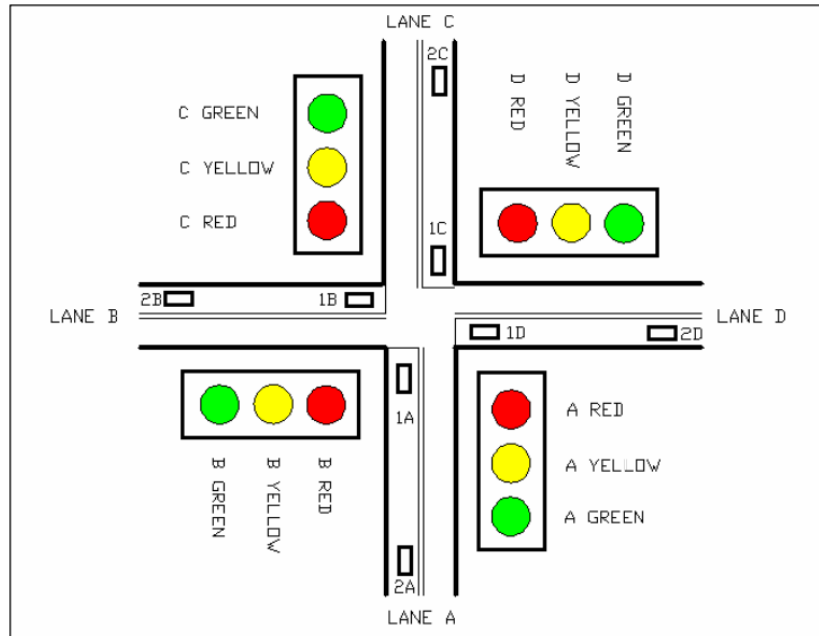 LANE C
2C
D RED
D YELLOW
D GREEN
C GREEN
C YELLOW
C RED
1C
2B
1B
LANE B
LANE D
1D
2D
1A
A RED
A YELLOW
A GREEN
B GREEN
B YELLOW
B RED
2A
LANE A